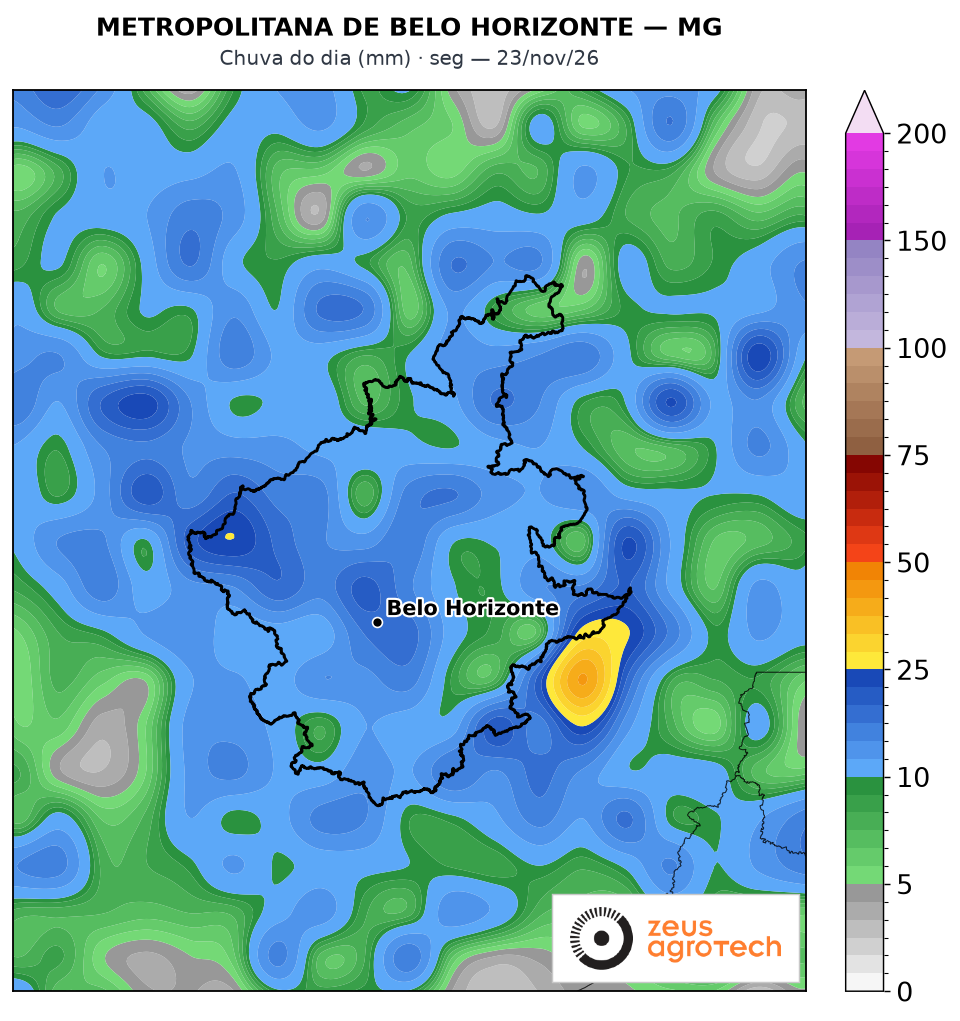 METROPOLITANA DE BELO HORIZONTE — MG
Chuva do dia (mm) · seg — 23/nov/26
200
150
100
75
50
25
10
5
0
Belo Horizonte
zeus
agrotech